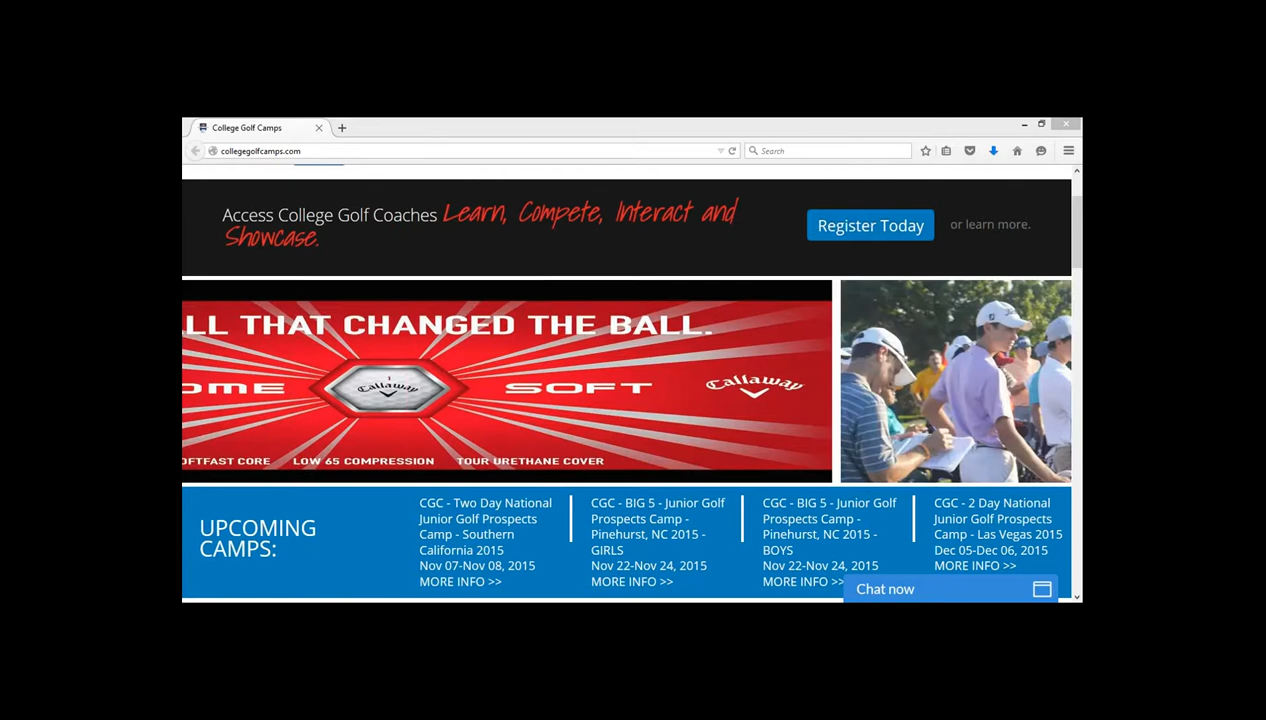 College Golf Camps
collegegolfcamps.com
Search
Access College Golf Coaches Learn, Compete, Interact and
Showcase.
Register Today
or learn more.
LL THAT CHANGED THE BALL.
OME
Callaway
SOFT
Callaway
OFTFAST CORE LOW 65 COMPRESSION TOUR URETHANE COVER
UPCOMING
CAMPS:
CGC - Two Day National
Junior Golf Prospects
Camp - Southern
California 2015
Nov 07-Nov 08, 2015
MORE INFO >>
CGC - BIG 5 - Junior Golf
Prospects Camp -
Pinehurst, NC 2015 -
GIRLS
Nov 22-Nov 24, 2015
MORE INFO >>
CGC - BIG 5 - Junior Golf
Prospects Camp -
Pinehurst, NC 2015 -
BOYS
Nov 22-Nov 24, 2015
MORE INFO >>
CGC - 2 Day National
Junior Golf Prospects
Camp - Las Vegas 2015
Dec 05-Dec 06, 2015
MORE INFO >>
Chat now